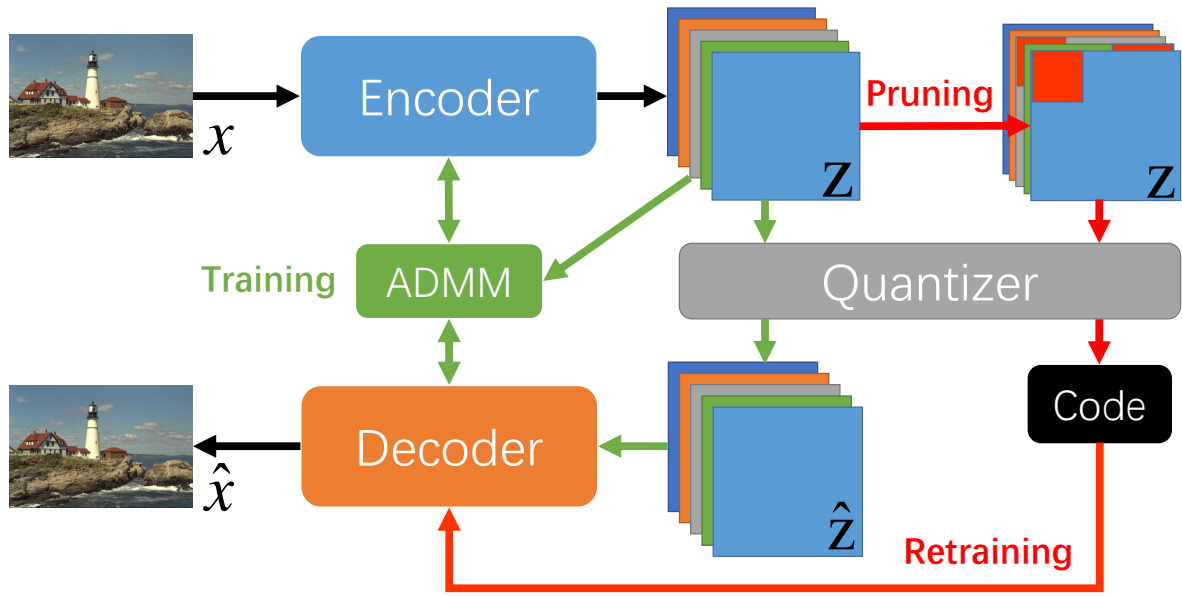 Encoder
x
Pruning
Z
Z
Training
ADMM
Quantizer
Code
Decoder
x̂
ẑ
Retraining